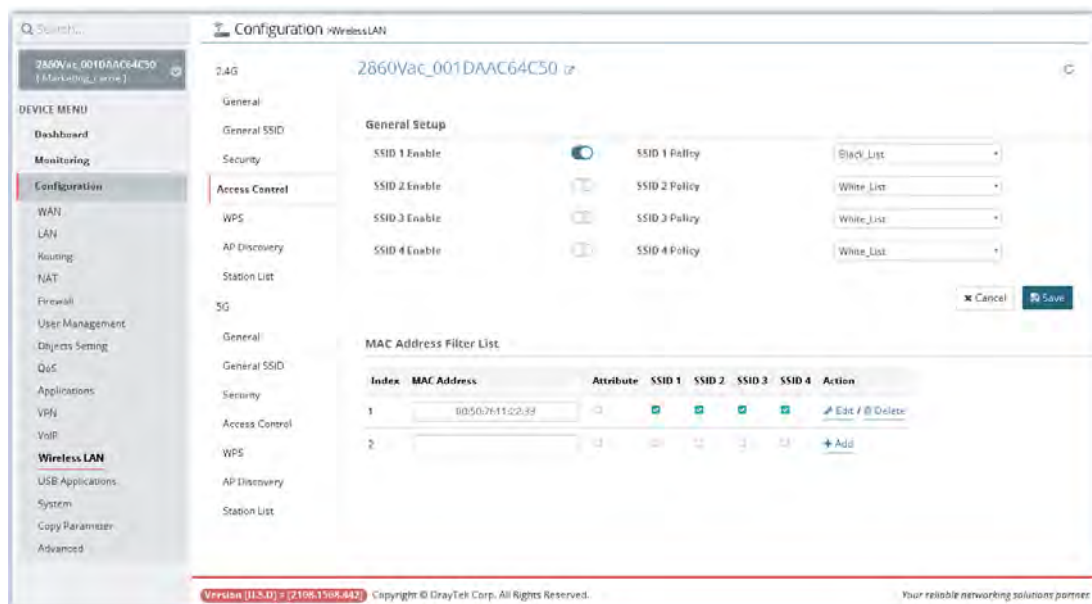 Search...
Configuration >Wireless LAN
2860Vac_001DAAC64C50
DEVICE MENU
Dashboard
Monitoring
Configuration
WAN
LAN
Routing
NAT
Firewall
User Management
Objects Setting
QoS
Applications
VPN
VoIP
Wireless LAN
USB Applications
System
Copy Parameter
Advanced
2.4G
General
General SSID
Security
Access Control
WPS
AP Discovery
Station List
5G
General
General SSID
Security
Access Control
WPS
AP Discovery
Station List
2860Vac_001DAAC64C50
General Setup
SSID 1 Enable SSID 1 Policy Black_List
SSID 2 Enable SSID 2 Policy White_List
SSID 3 Enable SSID 3 Policy White_List
SSID 4 Enable SSID 4 Policy White_List
Cancel Save
MAC Address Filter List
Index MAC Address Attribute SSID 1 SSID 2 SSID 3 SSID 4 Action
1 Edit / Delete
2 Add
Copyright © DrayTek Corp. All Rights Reserved.
Your reliable networking solutions partner